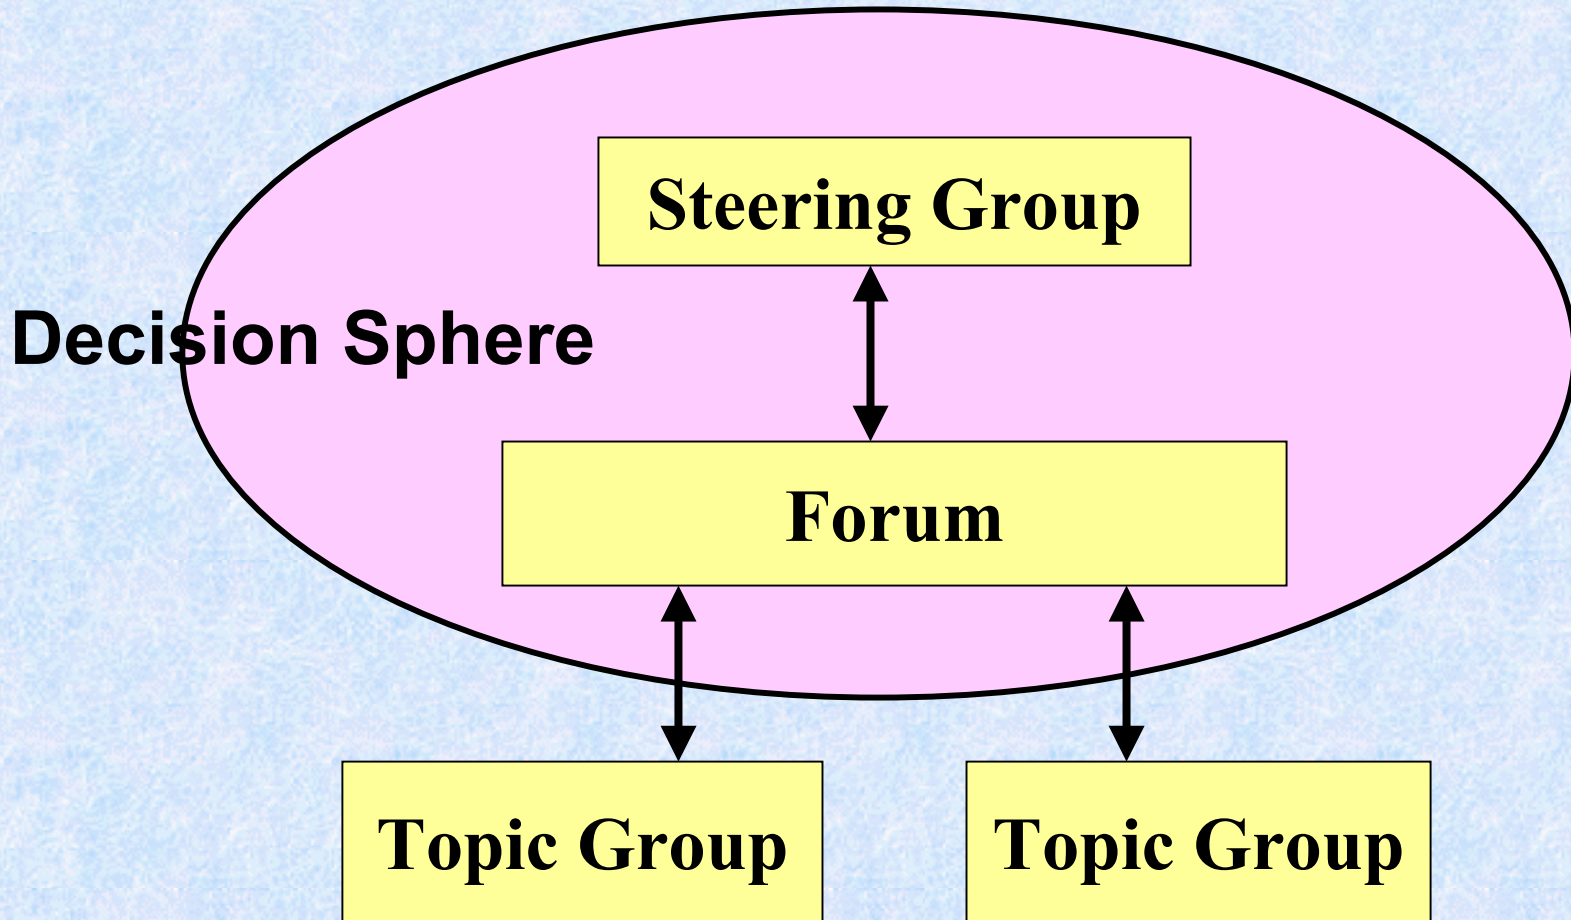 Steering Group
Decision Sphere
Forum
Topic Group
Topic Group